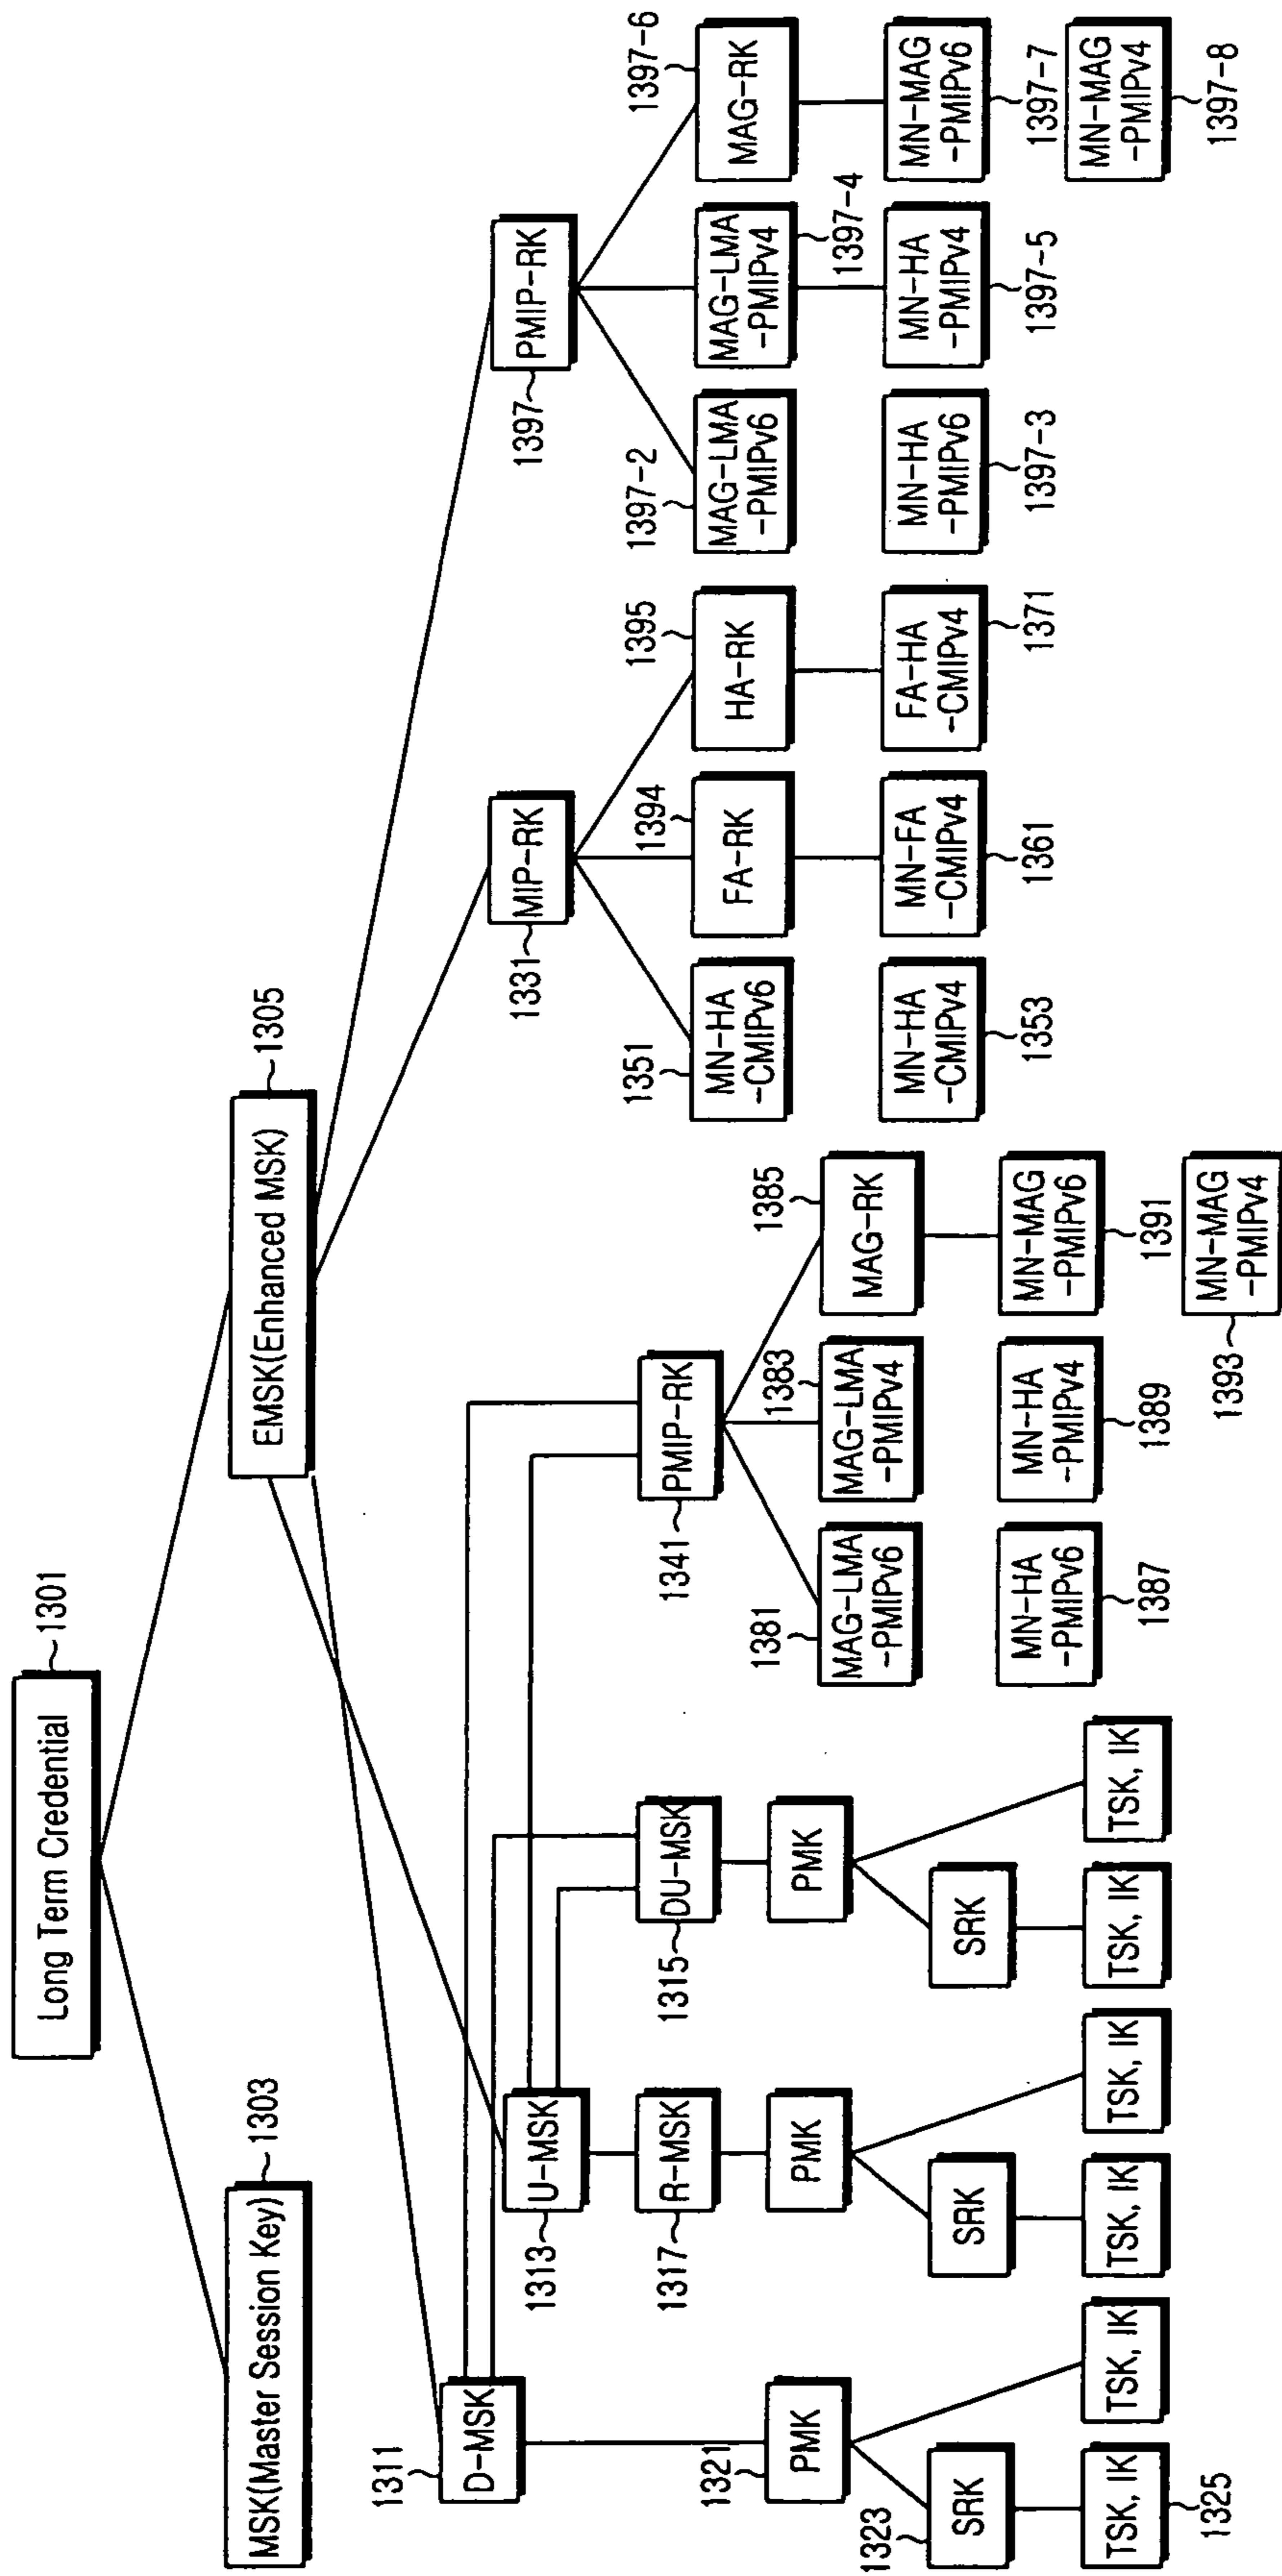 Long Term Credential
1301
MSK(Master Session Key)
1303
EMSK(Enhanced MSK)
1305
1311
D-MSK
1313
U-MSK
1317
R-MSK
1315
DU-MSK
1341
PMIP-RK
1331
MIP-RK
1397
PMIP-RK
1321
PMK
PMK
PMK
1323
SRK
SRK
SRK
TSK, IK
1325
TSK, IK
TSK, IK
TSK, IK
TSK, IK
TSK, IK
1381
MAG-LMA
-PMIPv6
1383
MAG-LMA
-PMIPv4
1385
MAG-RK
MN-HA
-PMIPv6
1387
MN-HA
-PMIPv4
1389
MN-MAG
-PMIPv6
1391
MN-MAG
-PMIPv4
1393
1351
MN-HA
-CMIPv6
1394
FA-RK
1395
HA-RK
MN-HA
-CMIPv4
1353
MN-FA
-CMIPv4
1361
FA-HA
-CMIPv4
1371
1397-2
MAG-LMA
-PMIPv6
MAG-LMA
-PMIPv4
1397-4
1397-6
MAG-RK
MN-HA
-PMIPv6
1397-3
MN-HA
-PMIPv4
1397-5
MN-MAG
-PMIPv6
1397-7
MN-MAG
-PMIPv4
1397-8